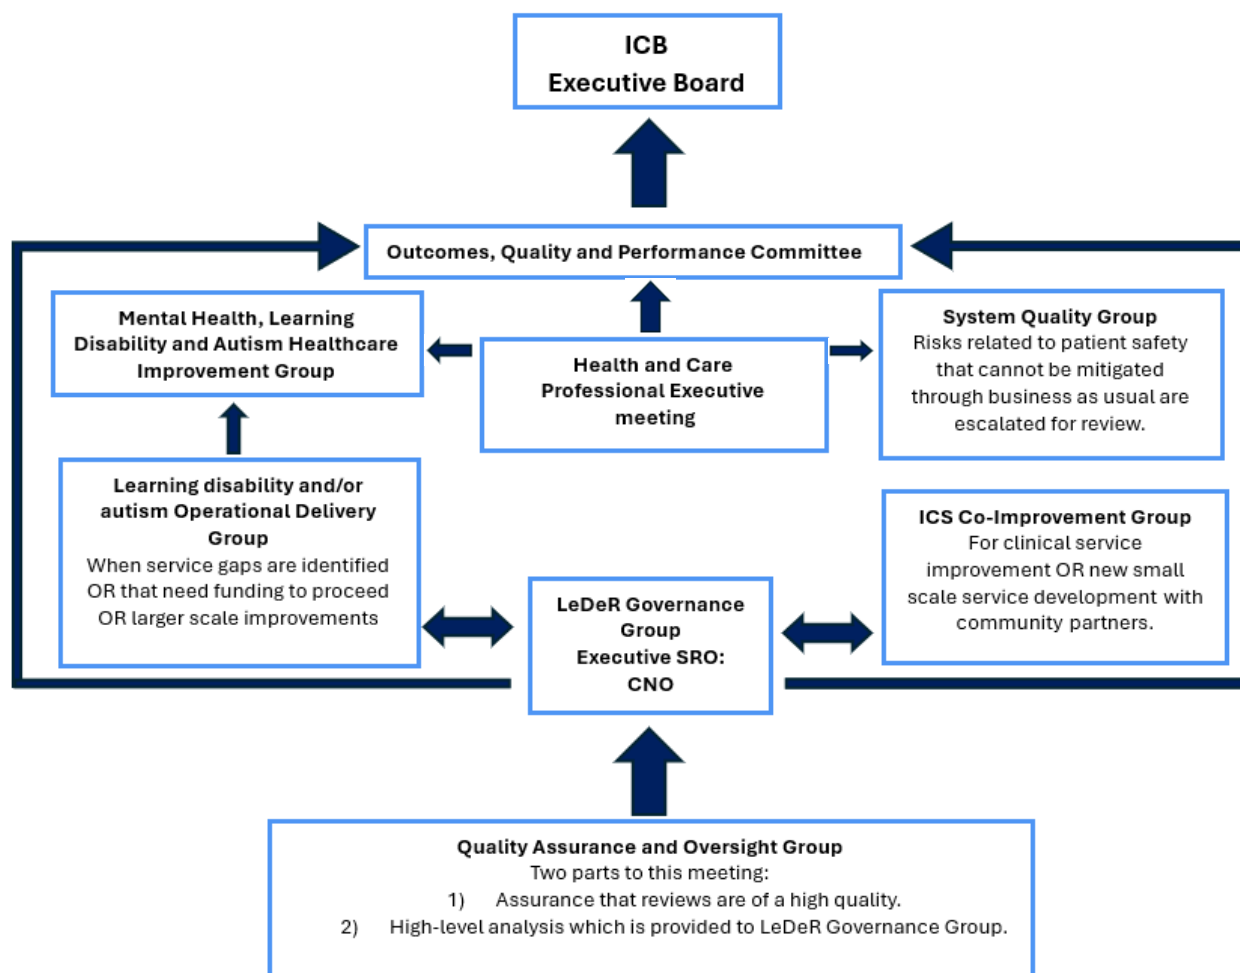 ICB
Executive Board
Outcomes, Quality and Performance Committee
Mental Health, Learning
Disability and Autism Healthcare
Improvement Group
Health and Care
Professional Executive
meeting
System Quality Group
Risks related to patient safety
that cannot be mitigated
through business as usual are
escalated for review.
Learning disability and/or
autism Operational Delivery
Group
When service gaps are identified
OR that need funding to proceed
OR larger scale improvements
LeDeR Governance
Group
Executive SRO:
CNO
ICS Co-Improvement Group
For clinical service
improvement OR new small
scale service development with
community partners.
Quality Assurance and Oversight Group
Two parts to this meeting:
1) Assurance that reviews are of a high quality.
2) High-level analysis which is provided to LeDeR Governance Group.